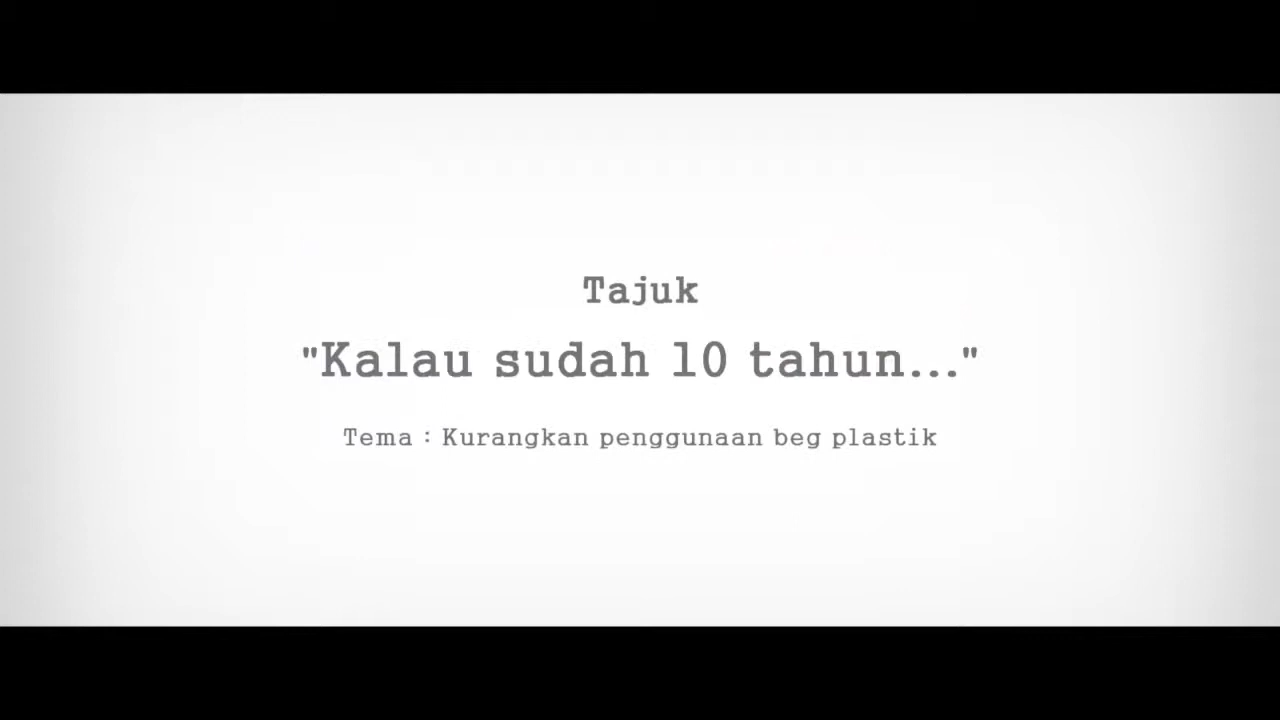 Tajuk
"Kalau sudah 10 tahun..."
Tema : Kurangkan penggunaan beg plastik